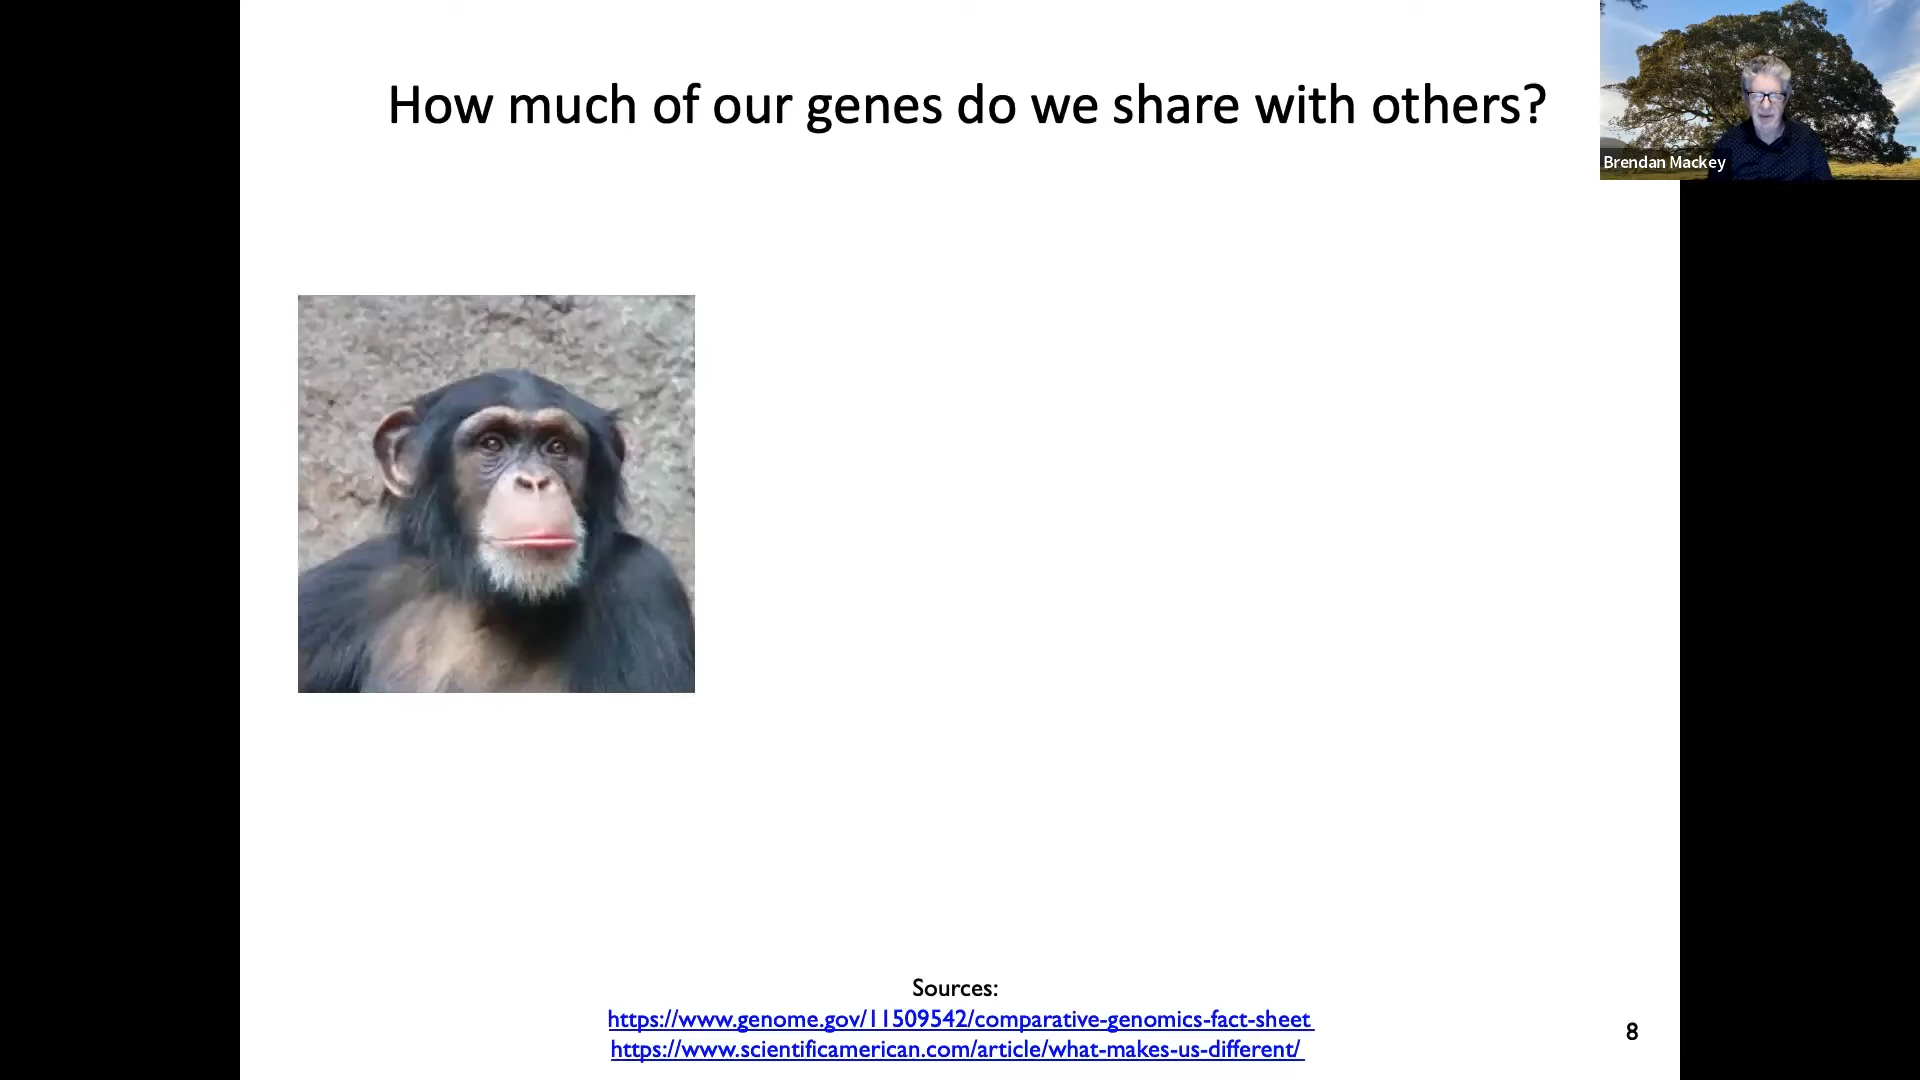 How much of our genes do we share with others?
Brendan Mackey
Sources:
https://www.genome.gov/11509542/comparative-genomics-fact-sheet
https://www.scientificamerican.com/article/what-makes-us-different/
8